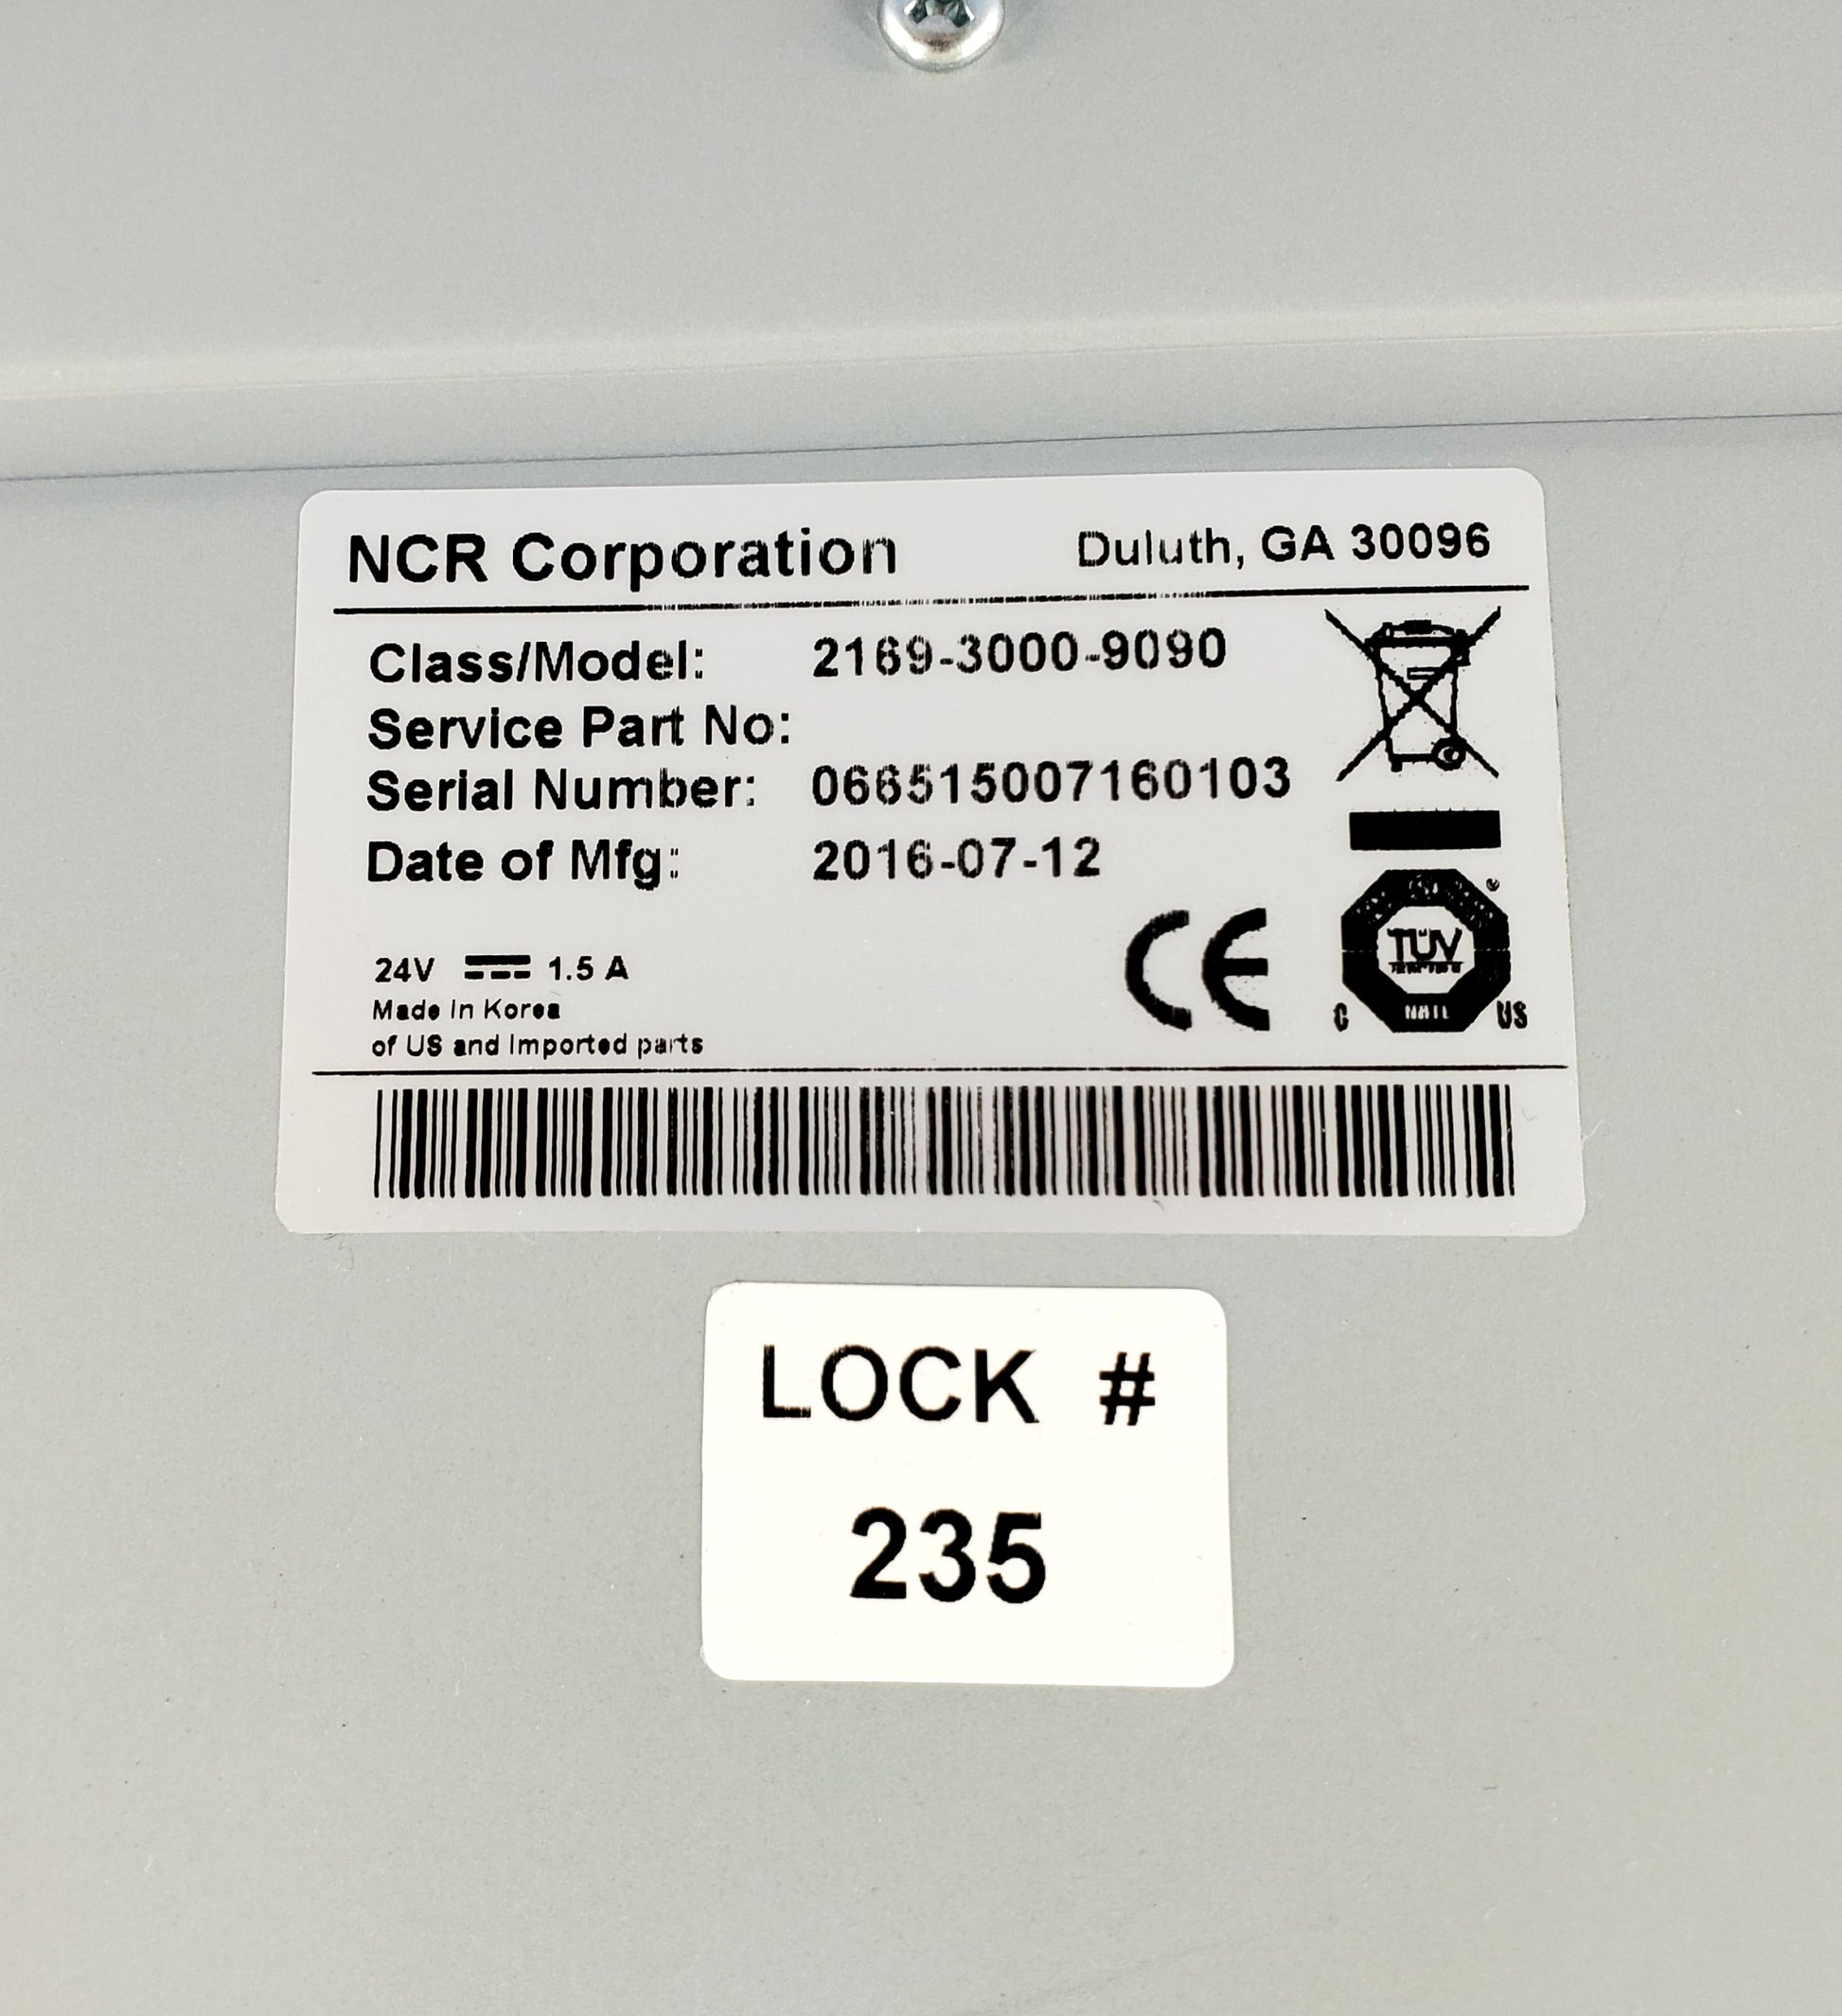 NCR Corporation Duluth, GA 30096
Class/Model: 2169-3000-9090
Service Part No:
Serial Number: 066515007160103
Date of Mfg: 2016-07-12
24V 1.5 A
Made In Korea
of US and Imported parts
CE
TÜV
C US
LOCK #
235